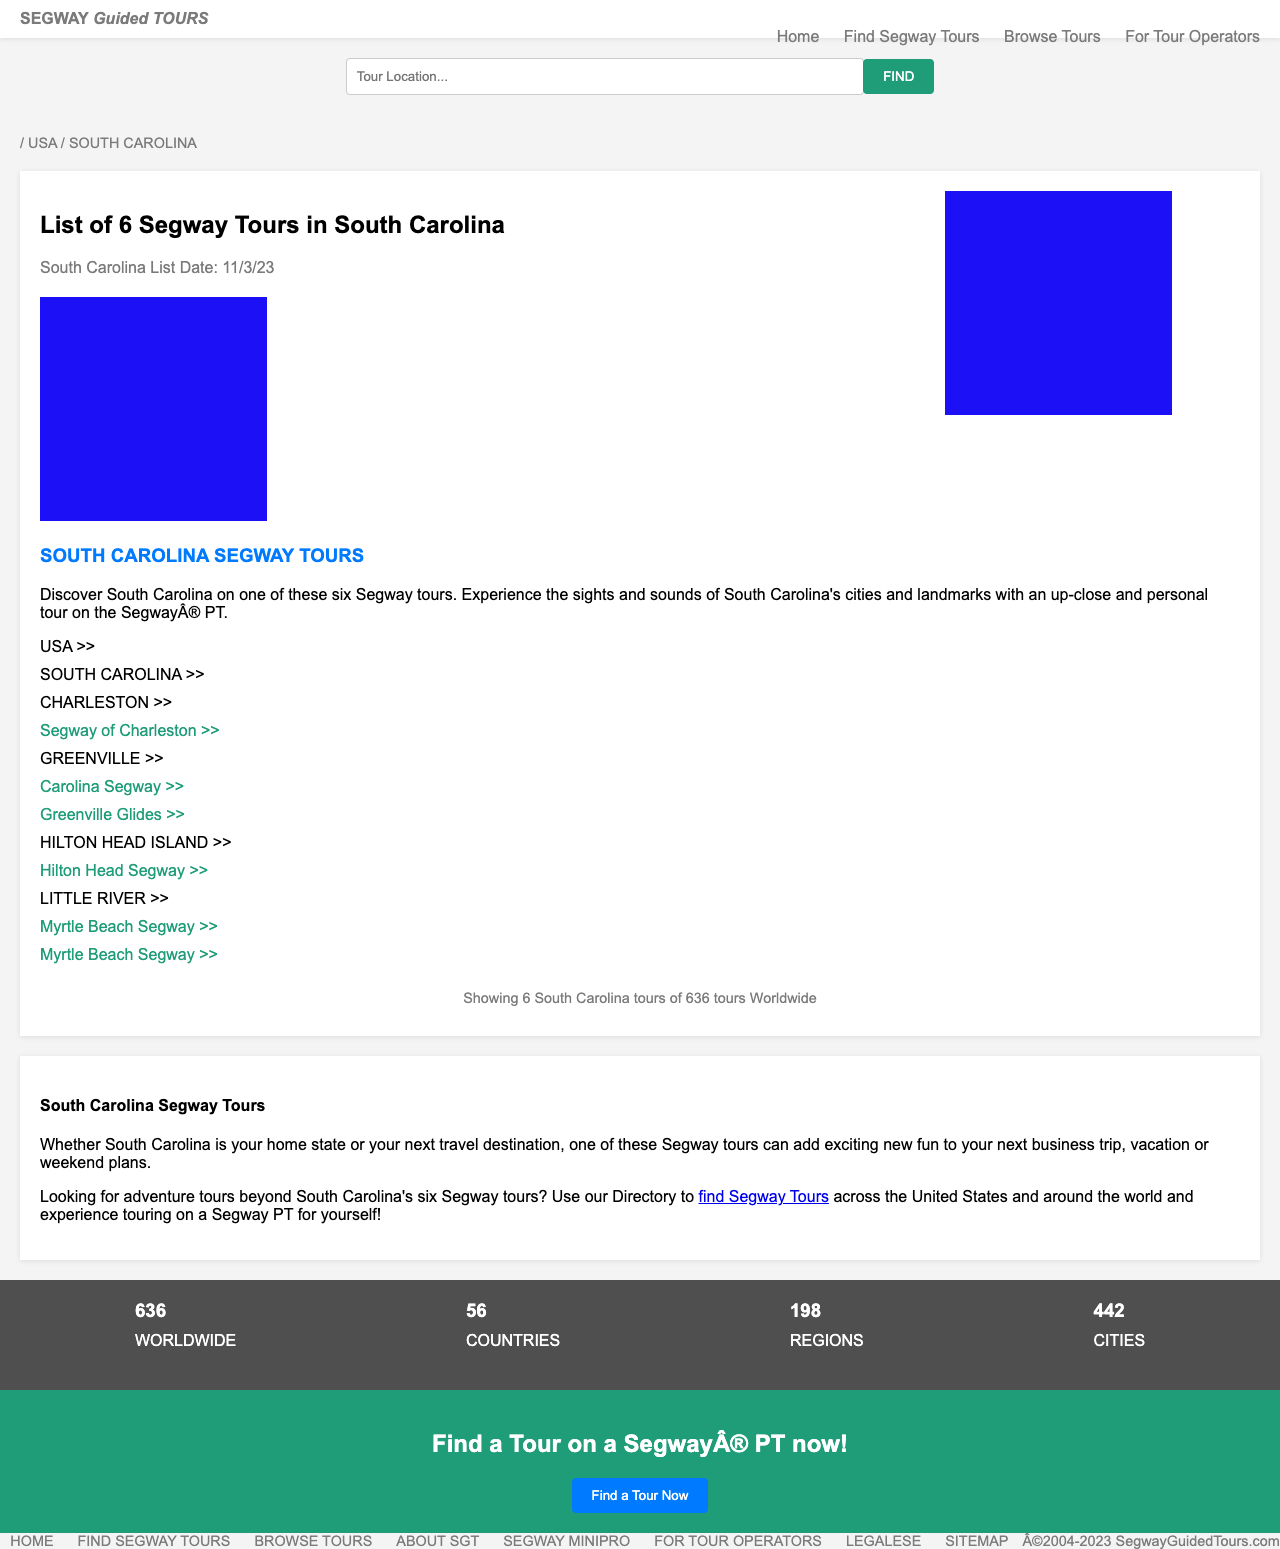 SEGWAY Guided TOURS
Home Find Segway Tours Browse Tours For Tour Operators
Tour Location... FIND
/ USA / SOUTH CAROLINA
List of 6 Segway Tours in South Carolina
South Carolina List Date: 11/3/23
SOUTH CAROLINA SEGWAY TOURS
Discover South Carolina on one of these six Segway tours. Experience the sights and sounds of South Carolina's cities and landmarks with an up-close and personal
tour on the SegwayÂ® PT.
USA >>
SOUTH CAROLINA >>
CHARLESTON >>
Segway of Charleston >>
GREENVILLE >>
Carolina Segway >>
Greenville Glides >>
HILTON HEAD ISLAND >>
Hilton Head Segway >>
LITTLE RIVER >>
Myrtle Beach Segway >>
Myrtle Beach Segway >>
Showing 6 South Carolina tours of 636 tours Worldwide
South Carolina Segway Tours
Whether South Carolina is your home state or your next travel destination, one of these Segway tours can add exciting new fun to your next business trip, vacation or
weekend plans.
Looking for adventure tours beyond South Carolina's six Segway tours? Use our Directory to find Segway Tours across the United States and around the world and
experience touring on a Segway PT for yourself!
636 56 198 442
WORLDWIDE COUNTRIES REGIONS CITIES
Find a Tour on a SegwayÂ® PT now!
Find a Tour Now
HOME FIND SEGWAY TOURS BROWSE TOURS ABOUT SGT SEGWAY MINIPRO FOR TOUR OPERATORS LEGALESE SITEMAP Â©2004-2023 SegwayGuidedTours.com